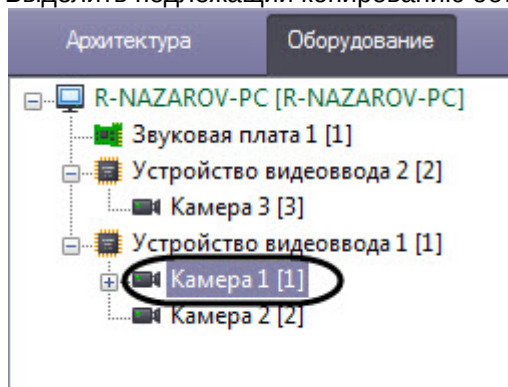 Выделить подлежащий копированию
Архитектура Оборудование
R-NAZAROV-PC [R-NAZAROV-PC]
Звуковая плата 1 [1]
Устройство видеоввода 2 [2]
Камера 3 [3]
Устройство видеоввода 1 [1]
Камера 1 [1]
Камера 2 [2]